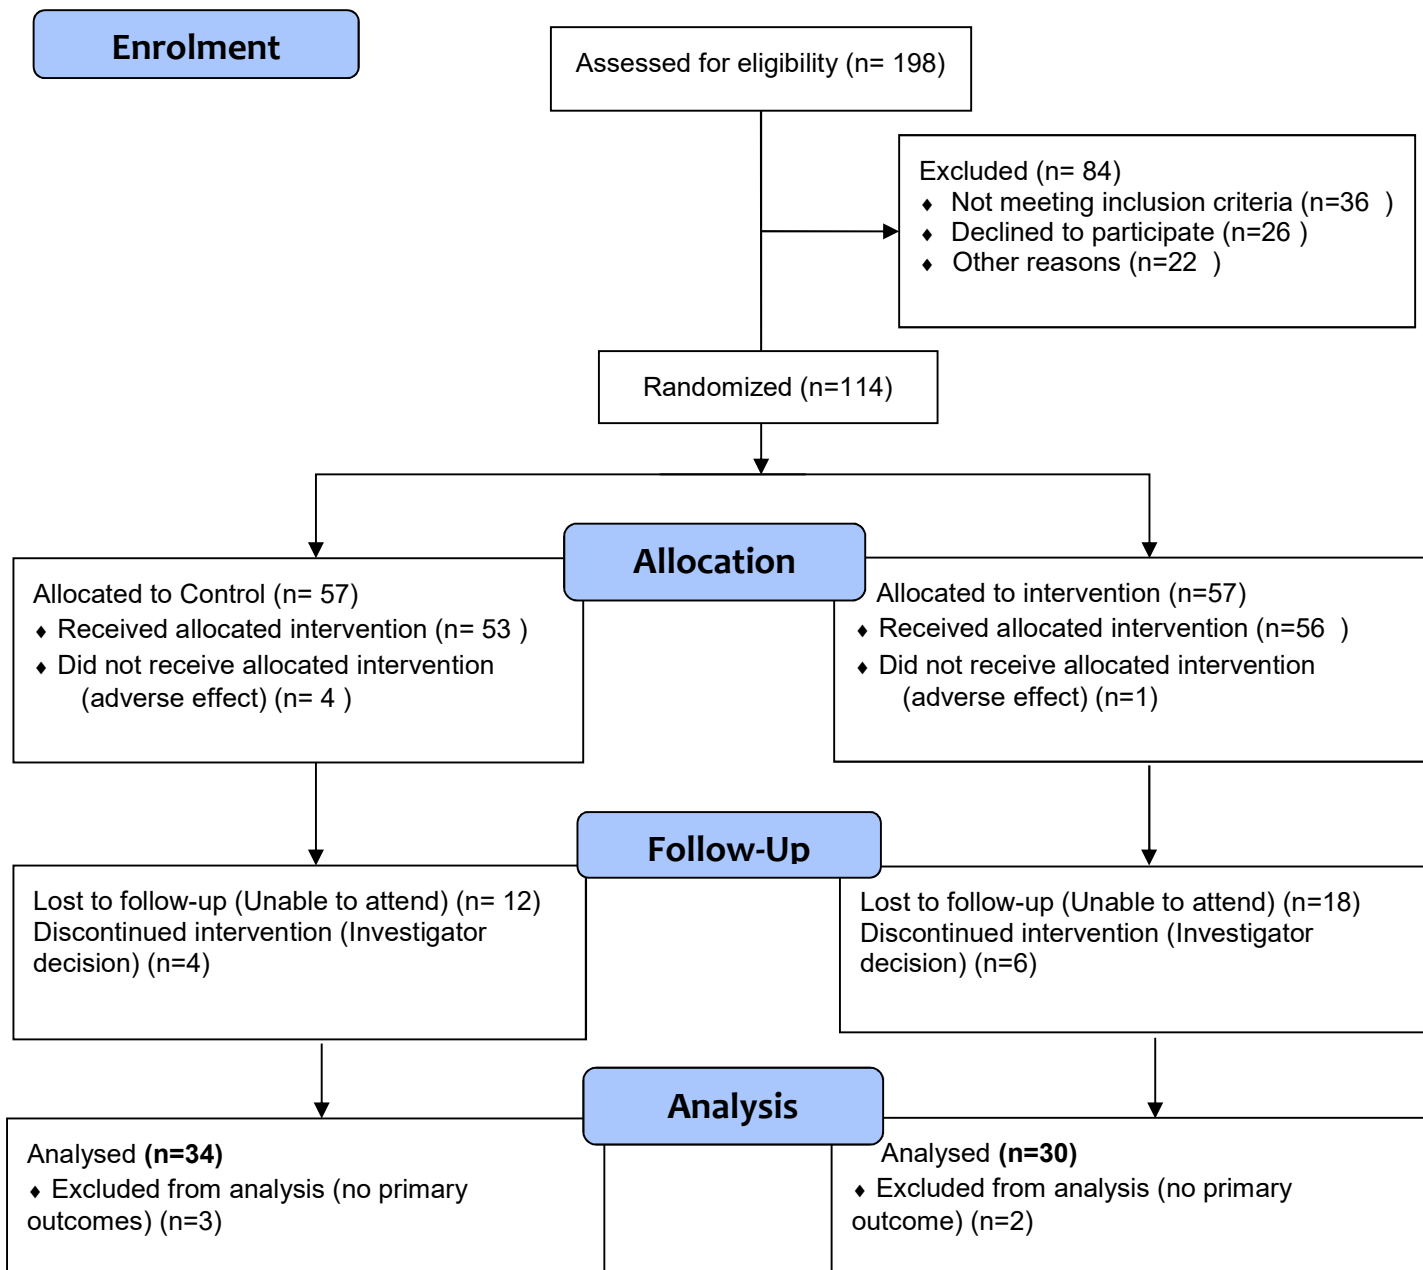 Enrolment
Assessed for eligibility (n= 198)
Excluded (n= 84)
♦ Not meeting inclusion criteria (n=36 )
♦ Declined to participate (n=26 )
♦ Other reasons (n=22 )
Randomized (n=114)
Allocation
Allocated to Control (n= 57)
♦ Received allocated intervention (n= 53 )
♦ Did not receive allocated intervention
(adverse effect) (n= 4 )
Allocated to intervention (n=57)
♦ Received allocated intervention (n=56 )
♦ Did not receive allocated intervention
(adverse effect) (n=1)
Follow-Up
Lost to follow-up (Unable to attend) (n= 12)
Discontinued intervention (Investigator
decision) (n=4)
Lost to follow-up (Unable to attend) (n=18)
Discontinued intervention (Investigator
decision) (n=6)
Analysis
Analysed (n=34)
♦ Excluded from analysis (no primary
outcomes) (n=3)
Analysed (n=30)
♦ Excluded from analysis (no primary
outcome) (n=2)